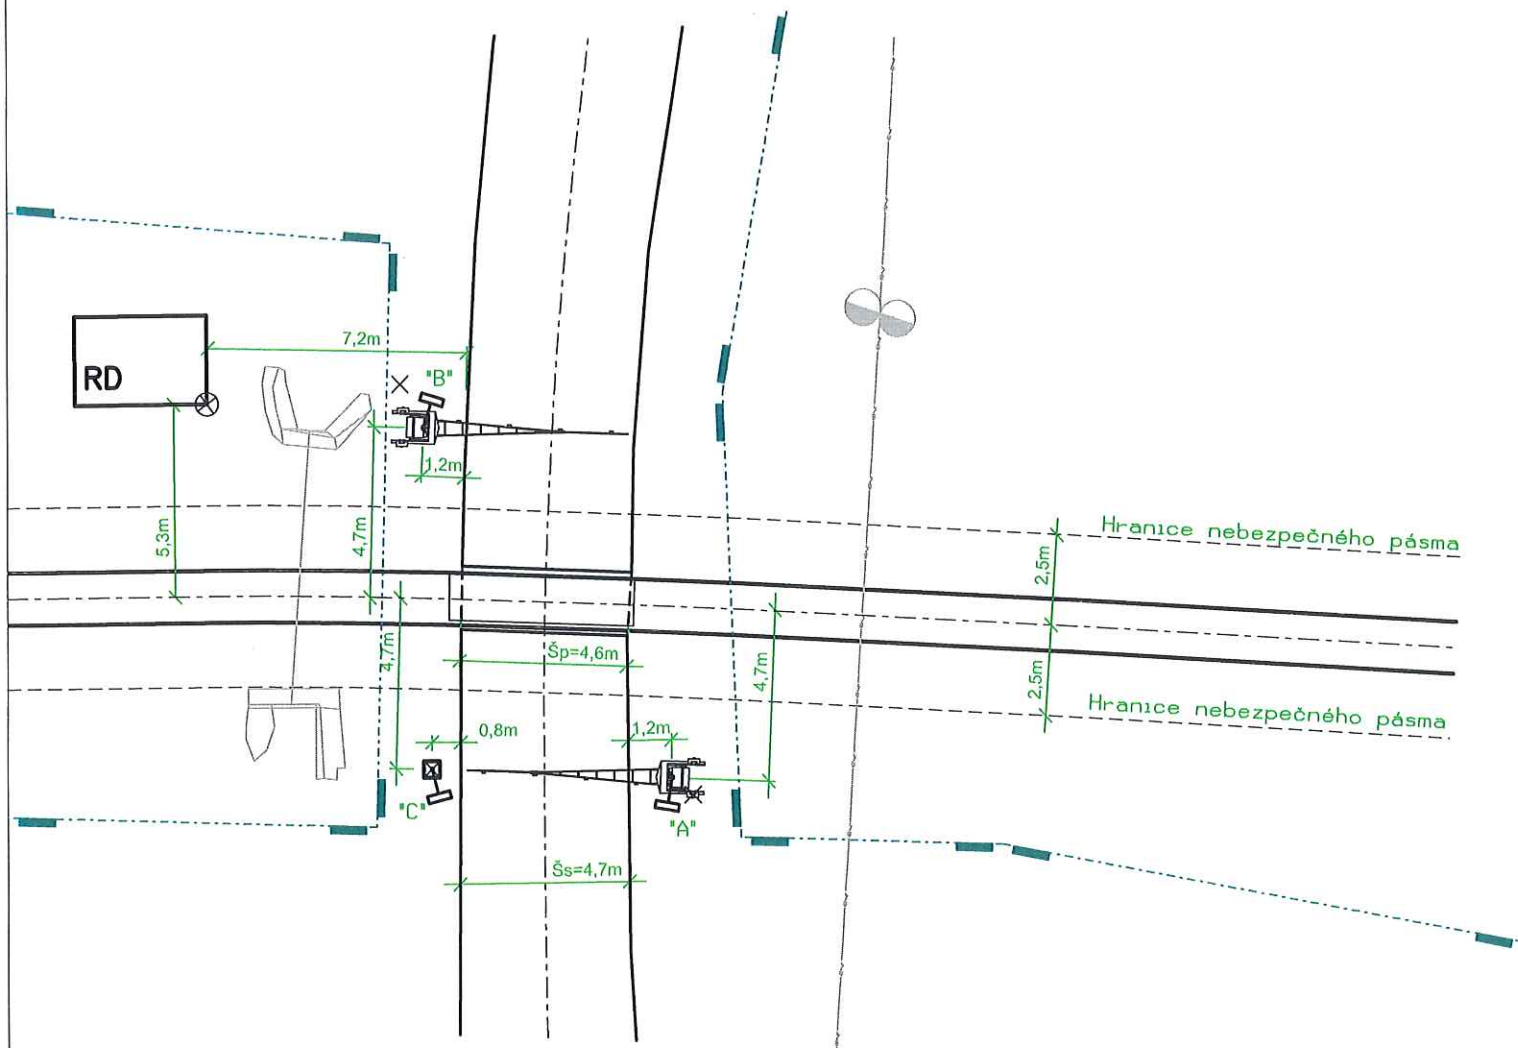 7,2m
RD
"B"
1,2m
5,3m
4,7m
Hranice nebezpečného pásma
2,5m
4,7m
Šp=4,6m
4,7m
2,5m
Hranice nebezpečného pásma
0,8m
1,2m
"C"
"A"
Šs=4,7m